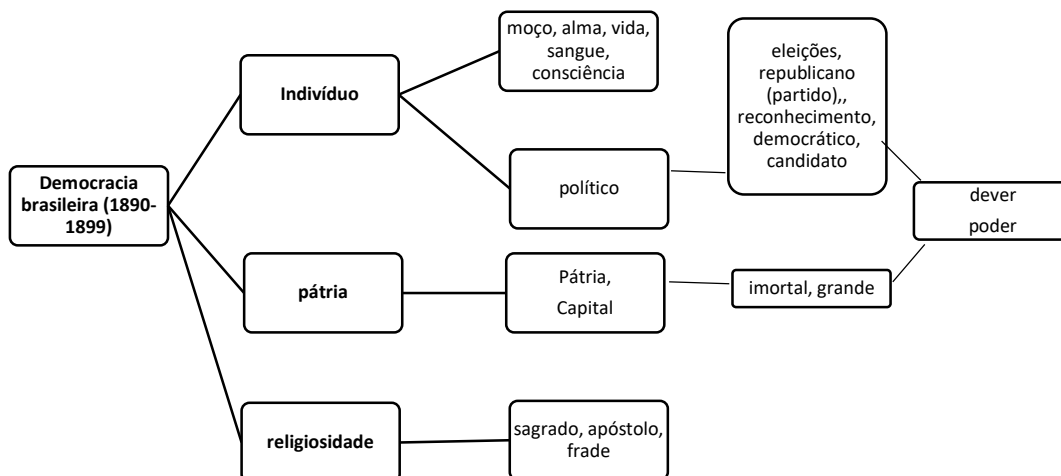 moço, alma, vida,
sangue,
consciência
eleições,
republicano
(partido),,
reconhecimento,
democrático,
candidato
Indivíduo
político
Democracia
brasileira (1890-
1899)
dever
poder
pátria
Pátria,
Capital
imortal, grande
religiosidade
sagrado, apóstolo,
frade